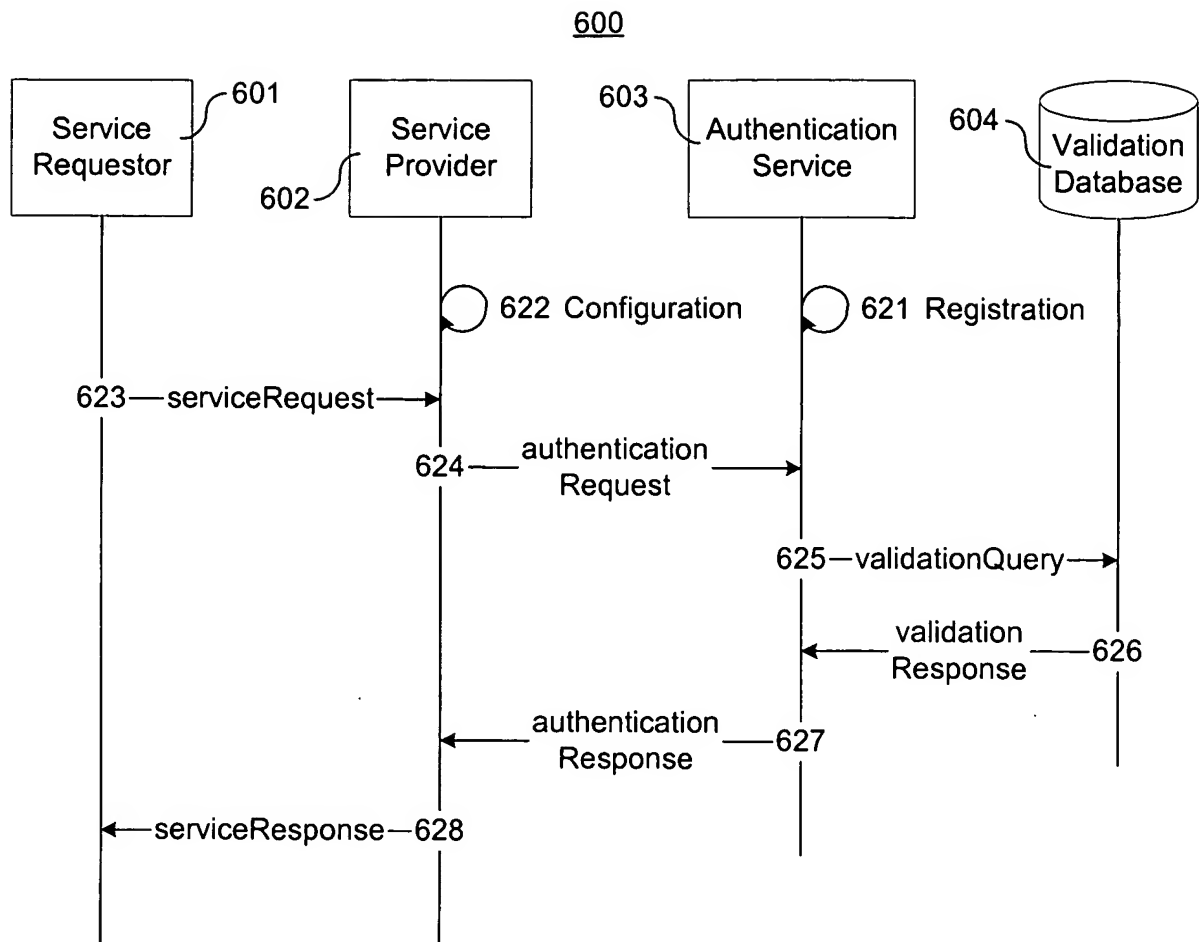 600
Service
Requestor
601
Service
Provider
602
Authentication
Service
603
Validation
Database
604
622 Configuration
621 Registration
623 serviceRequest
624 authentication
Request
625 validationQuery
validation
Response 626
authentication
Response 627
serviceResponse 628